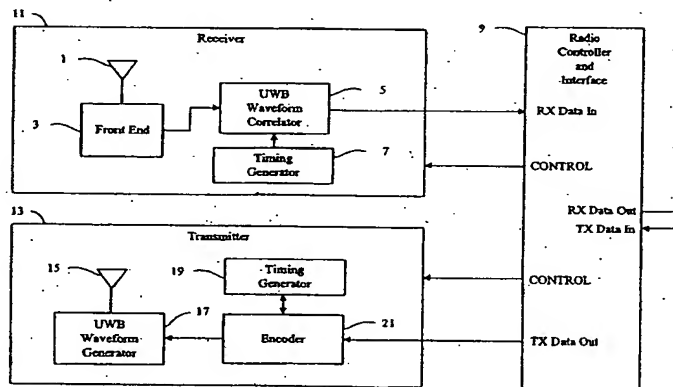 11
Receiver
1
3
Front End
UWB
Waveform
Correlator
5
Timing
Generator
7
9
Radio
Controller
and
Interface
RX Data In
CONTROL
RX Data Out
TX Data In
CONTROL
TX Data Out
13
Transmitter
15
19
Timing
Generator
UWB
Waveform
Generator
17
Encoder
21